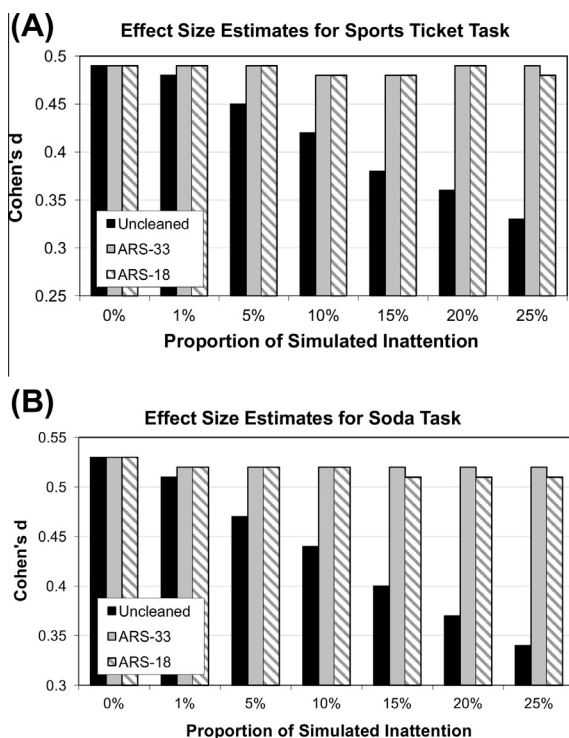 (A)
Effect Size Estimates for Sports Ticket Task
0.5
0.45
0.4
0.35
0.3
0.25
Cohen's d
Uncleaned
ARS-33
ARS-18
0% 1% 5% 10% 15% 20% 25%
Proportion of Simulated Inattention
(B)
Effect Size Estimates for Soda Task
0.55
0.5
0.45
0.4
0.35
0.3
Cohen's d
Uncleaned
ARS-33
ARS-18
0% 1% 5% 10% 15% 20% 25%
Proportion of Simulated Inattention